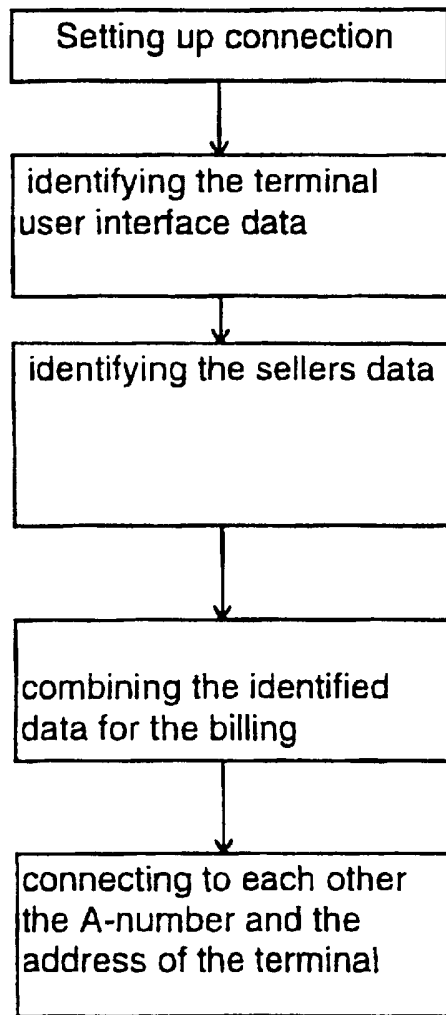 Setting up connection
identifying the terminal
user interface data
identifying the sellers data
combining the identified
data for the billing
connecting to each other
the A-number and the
address of the terminal